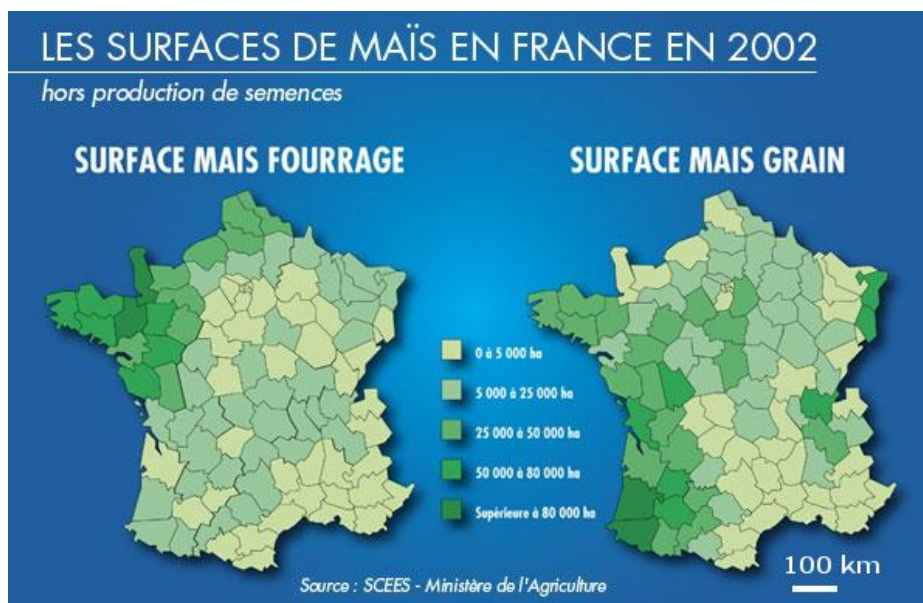 LES SURFACES DE MAÏS EN FRANCE EN 2002
hors production de semences
SURFACE MAIS FOURRAGE
SURFACE MAIS GRAIN
0 à 5 000 ha
5 000 à 25 000 ha
25 000 à 50 000 ha
50 000 à 80 000 ha
Supérieure à 80 000 ha
100 km
Source : SCEES - Ministère de l'Agriculture